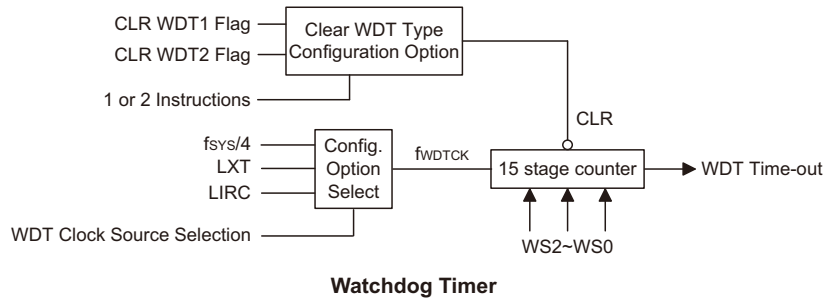 CLR WDT1 Flag
CLR WDT2 Flag
Clear WDT Type
Configuration Option
1 or 2 Instructions
CLR
fSYS/4
LXT
LIRC
Config.
Option
Select
fWDTCK
15 stage counter
WDT Time-out
WDT Clock Source Selection
WS2~WS0
Watchdog Timer